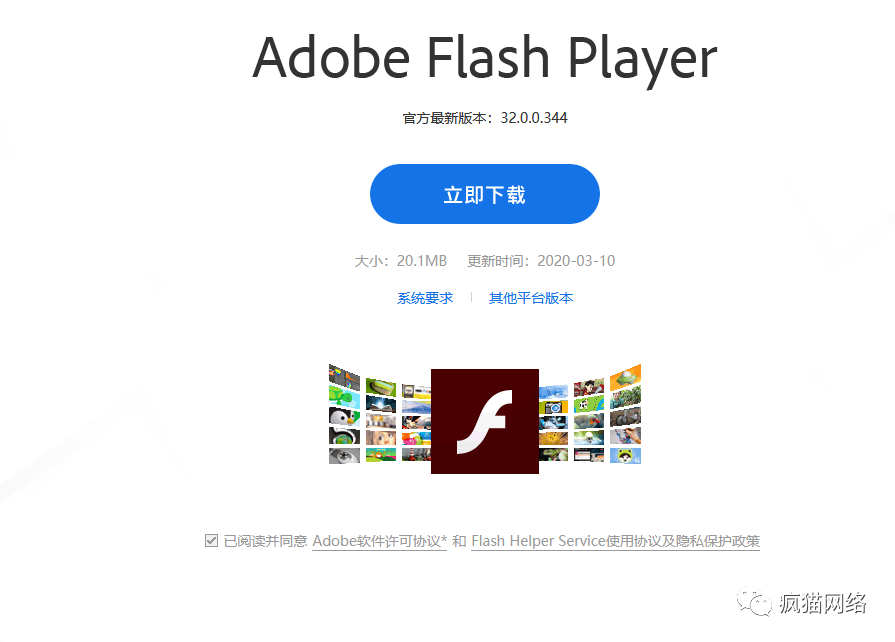 Adobe Flash Player
官方最新版本：32.0.0.344
立即下载
大小：20.1MB 更新时间：2020-03-10
系统要求 | 其他平台版本
已阅读并同意 Adobe软件许可协议* 和 Flash Helper Service使用协议及隐私保护政策
疯猫网络